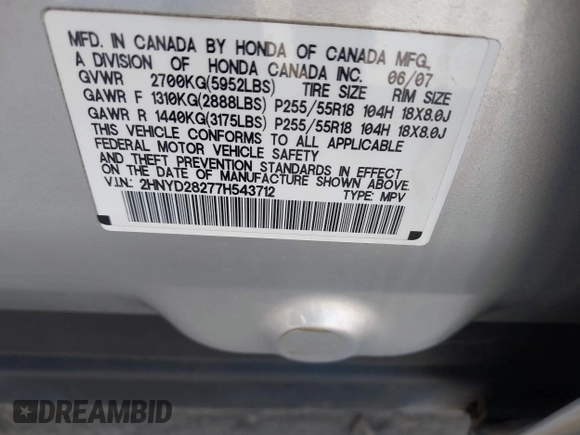 MFD. IN CANADA BY HONDA OF CANADA MFG.,
A DIVISION OF HONDA CANADA INC. 06/07
GVWR 2700KG(5952LBS) TIRE SIZE RIM SIZE
GAWR F 1310KG(2888LBS) P255/55R18 104H 18X8.0J
GAWR R 1440KG(3175LBS) P255/55R18 104H 18X8.0J
THIS VEHICLE CONFORMS TO ALL APPLICABLE
FEDERAL MOTOR VEHICLE SAFETY
AND THEFT PREVENTION STANDARDS IN EFFECT
ON THE DATE OF MANUFACTURE SHOWN ABOVE.
V.I.N.: 2HNYD28277H543712 TYPE: MPV
DREAMBID